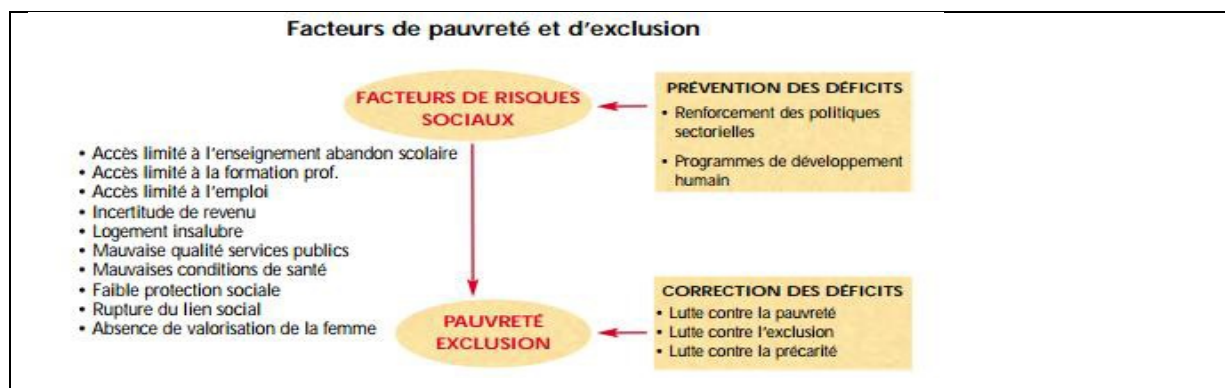 Facteurs de pauvreté et d'exclusion
FACTEURS DE RISQUES
SOCIAUX
PRÉVENTION DES DÉFICITS
• Renforcement des politiques
sectorielles
• Programmes de développement
humain
• Accès limité à l'enseignement abandon scolaire
• Accès limité à la formation prof.
• Accès limité à l'emploi
• Incertitude de revenu
• Logement insalubre
• Mauvaise qualité services publics
• Mauvaises conditions de santé
• Faible protection sociale
• Rupture du lien social
• Absence de valorisation de la femme
PAUVRETÉ
EXCLUSION
CORRECTION DES DÉFICITS
• Lutte contre la pauvreté
• Lutte contre l'exclusion
• Lutte contre la précarité